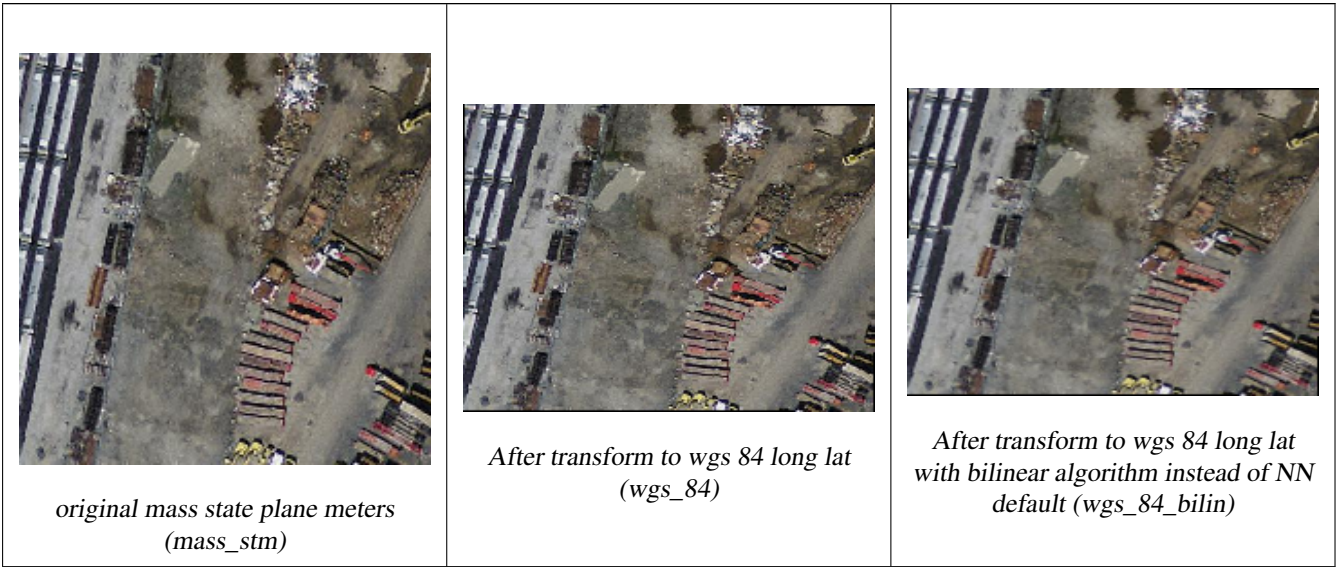 original mass state plane meters
(mass_stm)
After transform to wgs 84 long lat
(wgs_84)
After transform to wgs 84 long lat
with bilinear algorithm instead of NN
default (wgs_84_bilin)